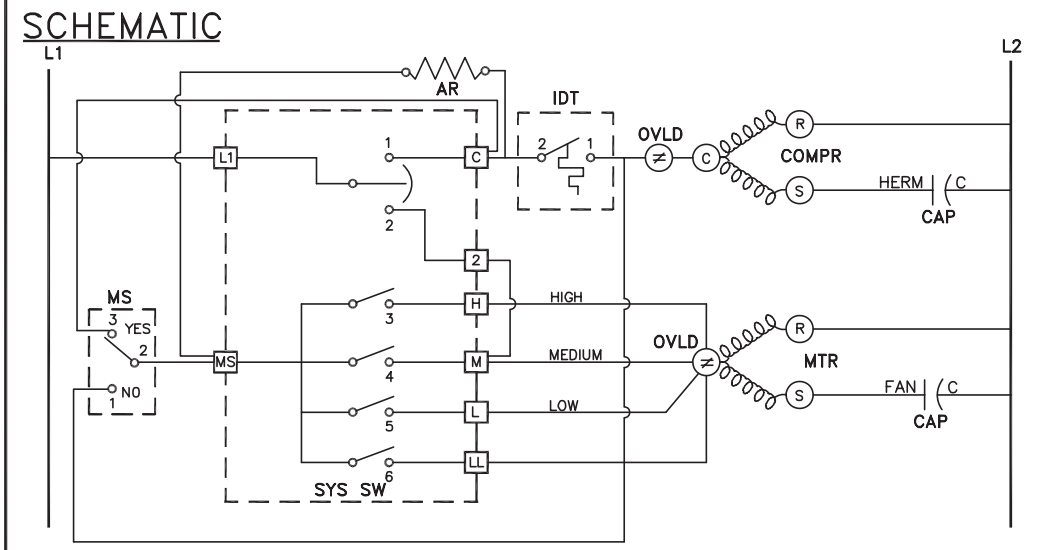 SCHEMATIC
L1
L2
AR
IDT
OVLD
R
L1
1
C
2
1
≠
C
COMPR
S
HERM
C
CAP
2
2
MS
H
HIGH
3
R
3
YES
OVLD
2
MS
M
MEDIUM
≠
MTR
4
NO
1
L
LOW
S
FAN
C
CAP
5
LL
6
SYS SW